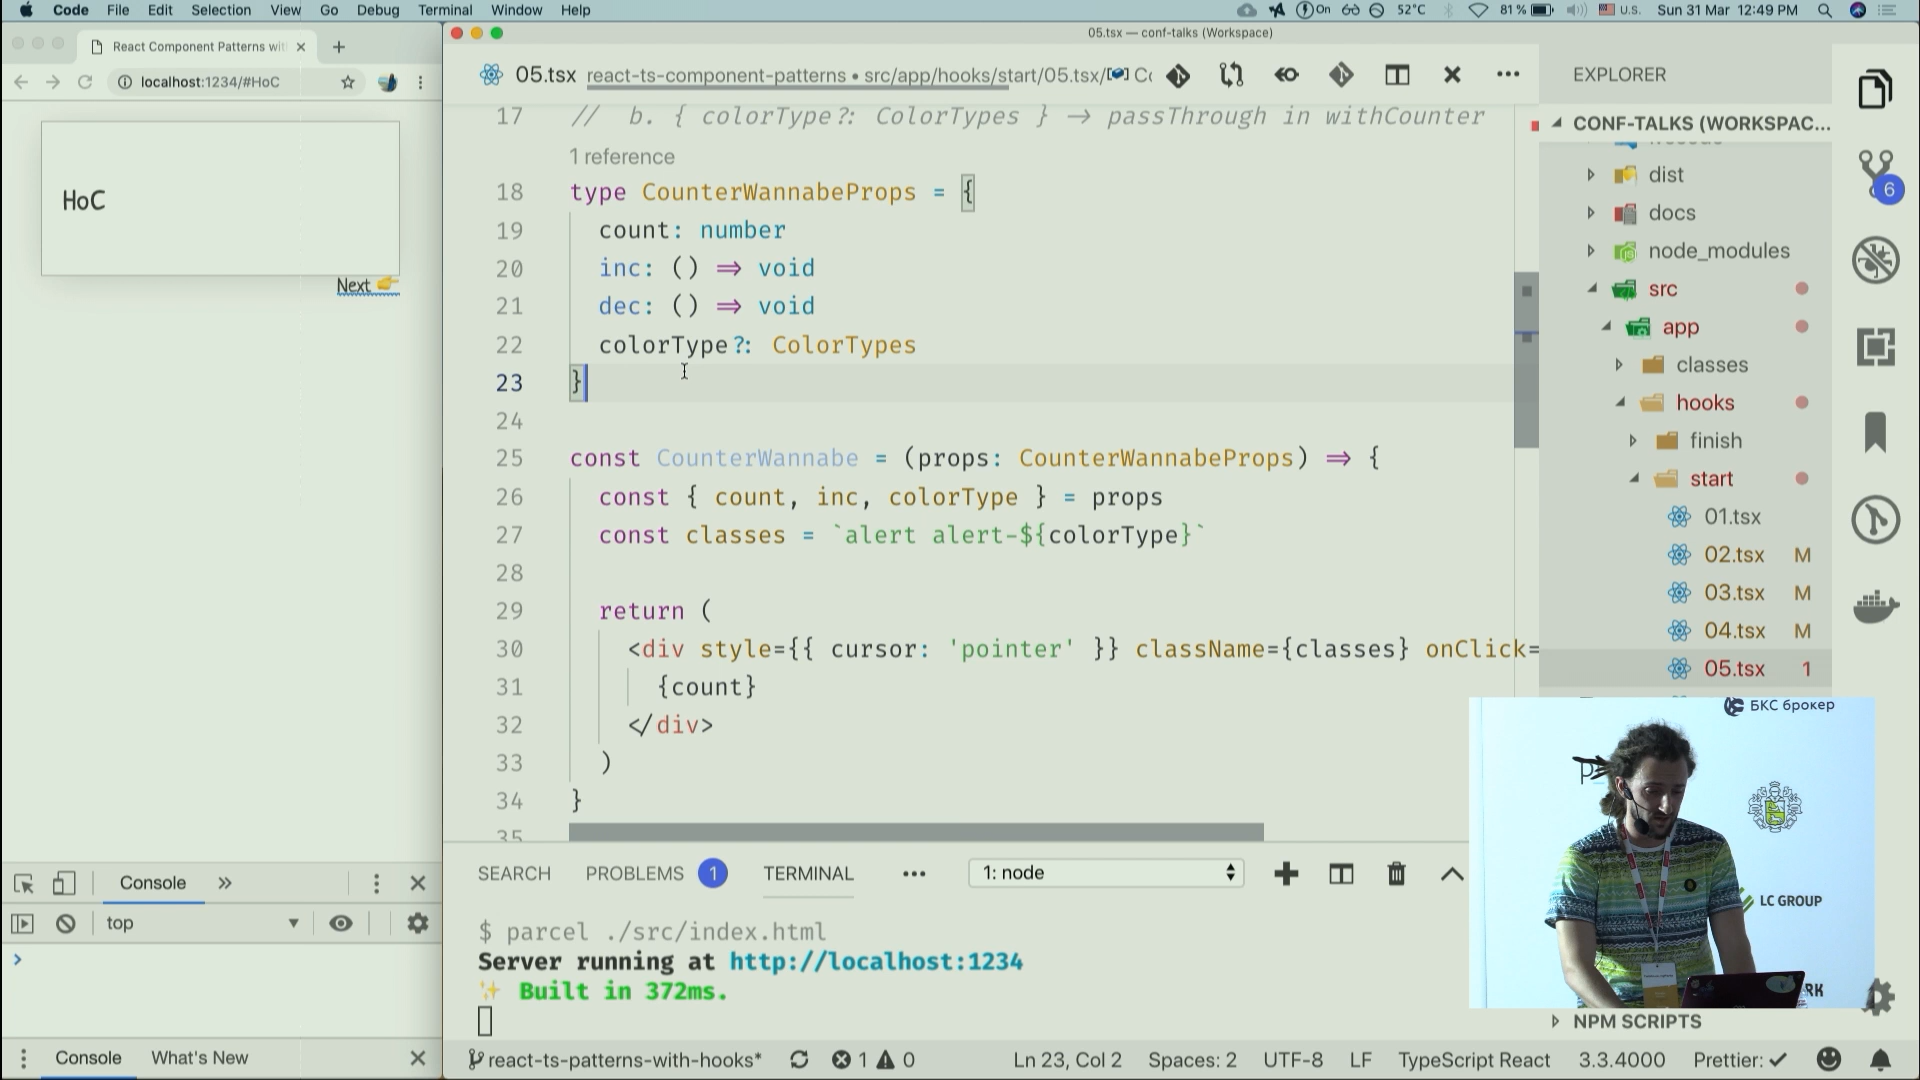 Code File Edit Selection View Go Debug Terminal Window Help
On 52°C 81% U.S. Sun 31 Mar 12:49 PM
React Component Patterns wit
localhost:1234/#HoC
HoC
Next 👉
Console
top
Console What's New
05.tsx — conf-talks (Workspace)
05.tsx react-ts-component-patterns • src/app/hooks/start/05.tsx/
17 // b. { colorType?: ColorTypes } → passThrough in withCounter
1 reference
18 type CounterWannabeProps = {
19 count: number
20 inc: () ⇒ void
21 dec: () ⇒ void
22 colorType?: ColorTypes
23 }
24
25 const CounterWannabe = (props: CounterWannabeProps) ⇒ {
26 const { count, inc, colorType } = props
27 const classes = `alert alert-${colorType}`
28
29 return (
30 <div style={{ cursor: 'pointer' }} className={classes} onClick=
31 {count}
32 </div>
33 )
34 }
35
SEARCH PROBLEMS 1 TERMINAL ••• 1: node
$ parcel ./src/index.html
Server running at http://localhost:1234
✨ Built in 372ms.
react-ts-patterns-with-hooks* 1 0 Ln 23, Col 2 Spaces: 2 UTF-8 LF TypeScript React 3.3.4000 Prettier: ✓
EXPLORER
CONF-TALKS (WORKSPAC...
dist
docs
node_modules
src
app
classes
hooks
finish
start
01.tsx
02.tsx M
03.tsx M
04.tsx M
05.tsx 1
NPM SCRIPTS
6
БКС брокер
LC GROUP